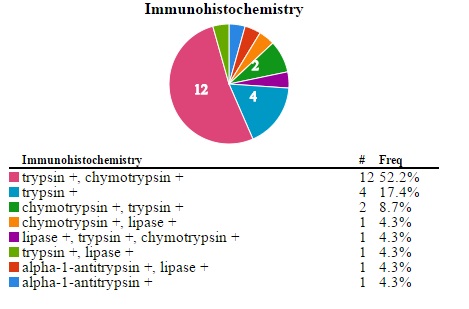 Immunohistochemistry
12
2
4
Immunohistochemistry # Freq
trypsin +, chymotrypsin + 12 52.2%
trypsin + 4 17.4%
chymotrypsin +, trypsin + 2 8.7%
chymotrypsin +, lipase + 1 4.3%
lipase +, trypsin +, chymotrypsin + 1 4.3%
trypsin +, lipase + 1 4.3%
alpha-1-antitrypsin +, lipase + 1 4.3%
alpha-1-antitrypsin + 1 4.3%